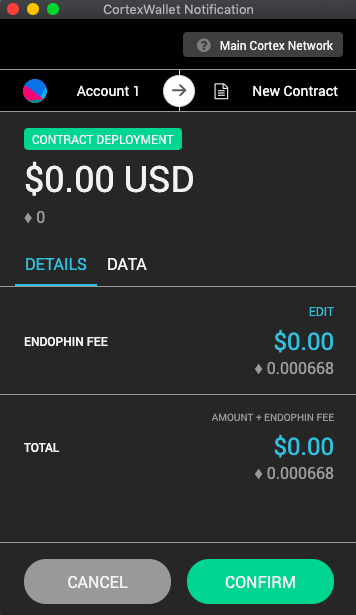 CortexWallet Notification
Main Cortex Network
Account 1
New Contract
CONTRACT DEPLOYMENT
$0.00 USD
♦ 0
DETAILS DATA
EDIT
ENDOPHIN FEE $0.00
♦ 0.000668
AMOUNT + ENDOPHIN FEE
TOTAL $0.00
♦ 0.000668
CANCEL CONFIRM